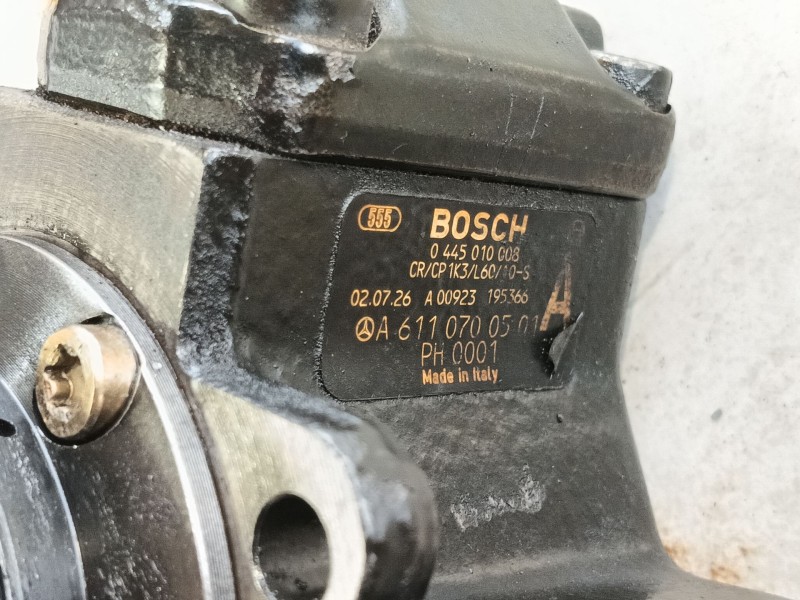 555 BOSCH
0 445 010 008
CR/CP1K3/L60/10-S
02.07.26 A 00923 195366
A 611 070 05 01 A
PH 0001
Made in Italy